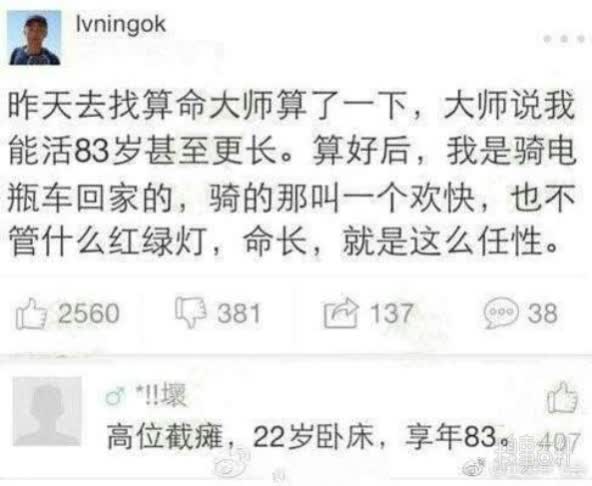 lvningok
昨天去找算命大师算了一下，大师说我
能活83岁甚至更长。算好后，我是骑电
瓶车回家的，骑的那叫一个欢快，也不
管什么红绿灯，命长，就是这么任性。
2560
381
137
38
*!!壞
高位截瘫，22岁卧床，享年83。
407